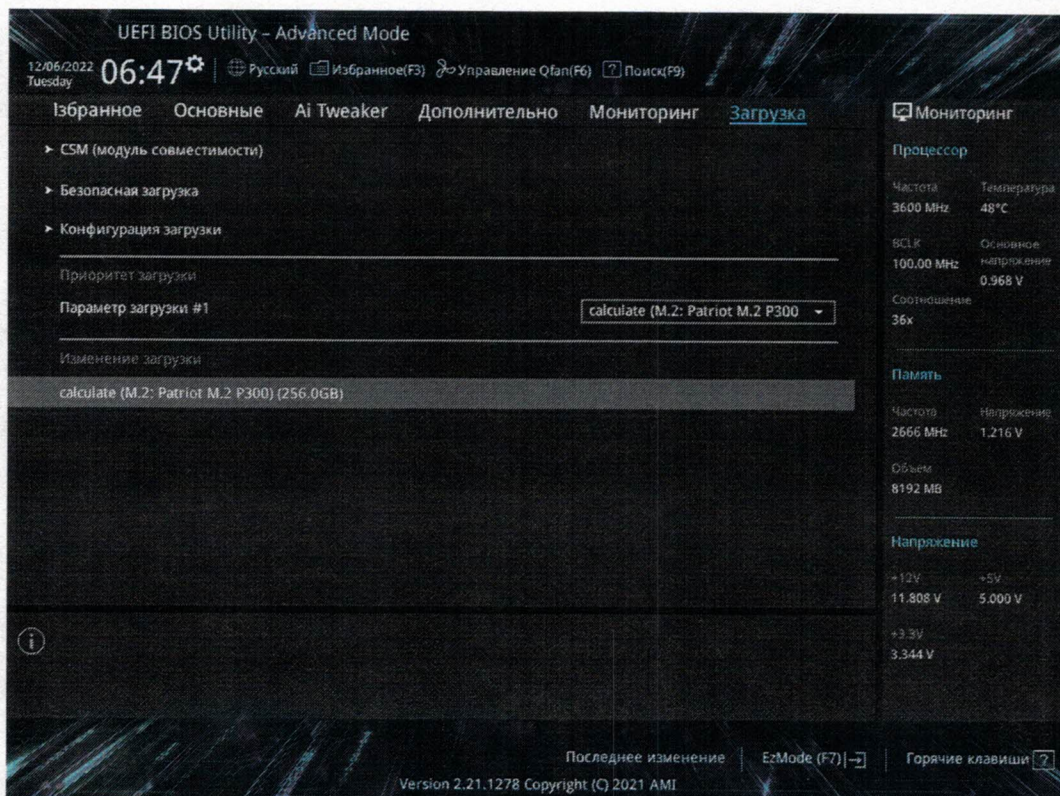 UEFI BIOS Utility – Advanced Mode
12/06/2022
Tuesday
06:47
Русский
Избранное(F3)
Управление Qfan(F6)
? Поиск(F9)
Iзбранное Основные Ai Tweaker Дополнительно Мониторинг Загрузка
CSM (модуль совместимости)
Безопасная загрузка
Конфигурация загрузки
Приоритет загрузки
Параметр загрузки #1
calculate (M.2: Patriot M.2 P300
Изменение загрузки
calculate (M.2: Patriot M.2 P300) (256.0GB)
Мониторинг
Процессор
Частота Температура
3600 MHz 48°C
BCLK Основное
100.00 MHz напряжение
0.968 V
Соотношение
36x
Память
Частота Напряжение
2666 MHz 1.216 V
Объем
8192 MB
Напряжение
+12V +5V
11.808 V 5.000 V
+3.3V
3.344 V
i
Последнее изменение
EzMode (F7)
Горячие клавиши ?
Version 2.21.1278 Copyright (C) 2021 AMI